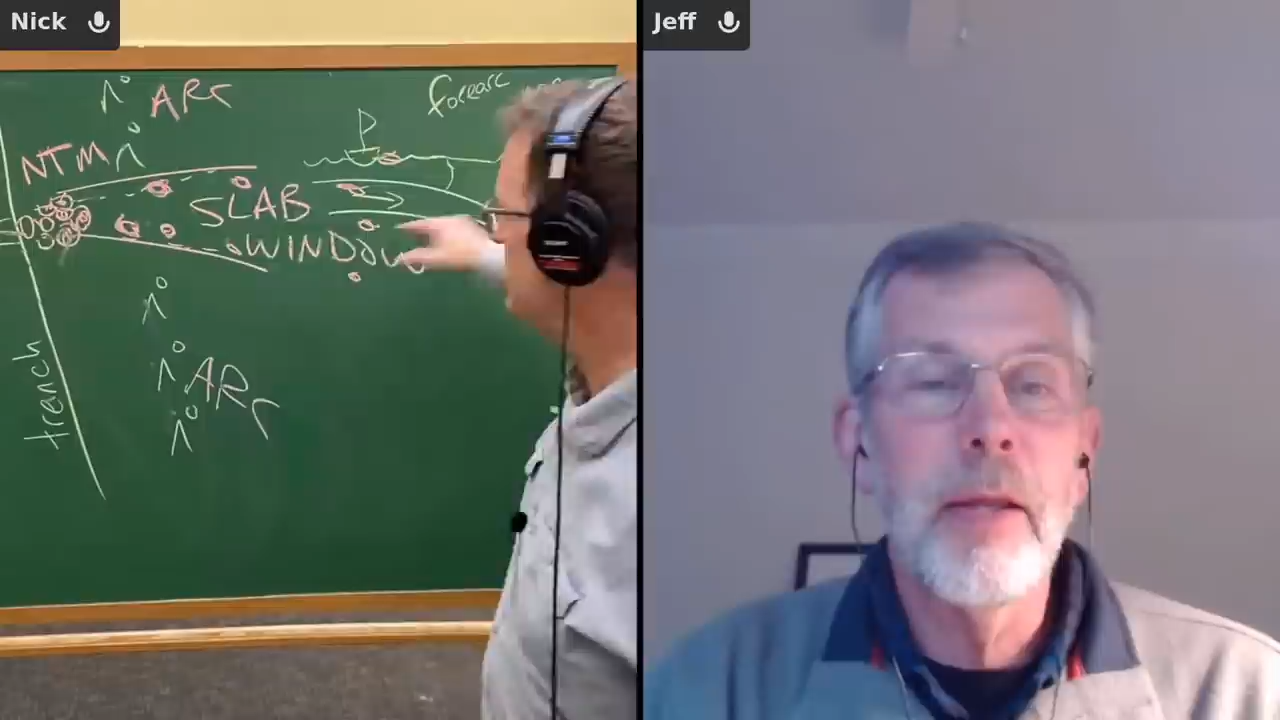 Nick
Jeff
ARC
forearc
NTM
SLAB
WINDOW
trench
ARC